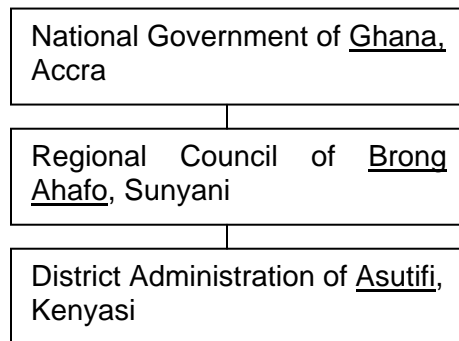 National Government of Ghana,
Accra
Regional Council of Brong
Ahafo, Sunyani
District Administration of Asutifi,
Kenyasi